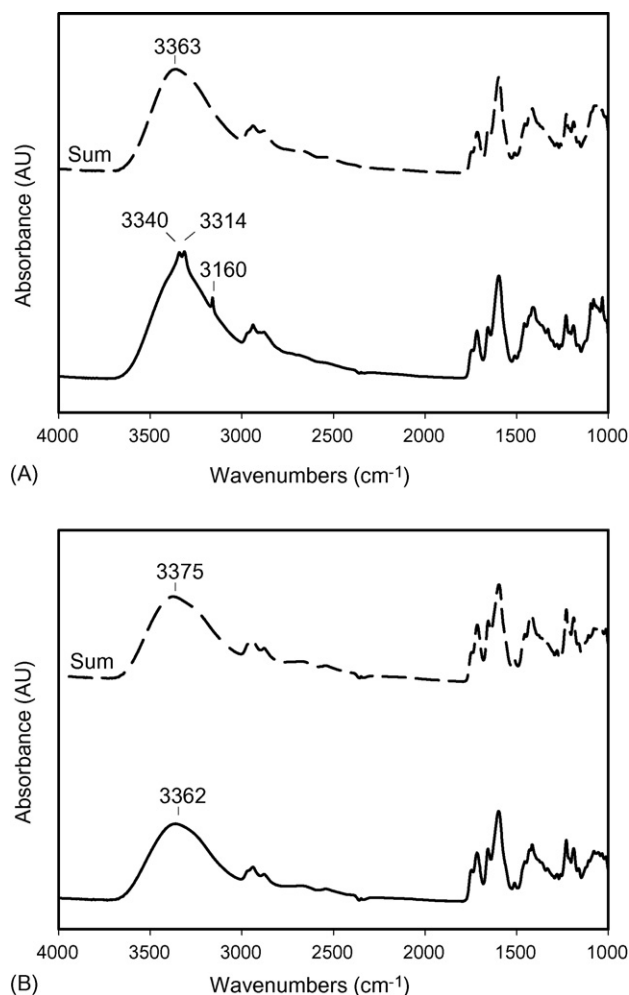 3363
Sum
3340 3314
3160
Absorbance (AU)
4000 3500 3000 2500 2000 1500 1000
(A) Wavenumbers (cm-1)
3375
Sum
3362
Absorbance (AU)
4000 3500 3000 2500 2000 1500 1000
(B) Wavenumbers (cm-1)